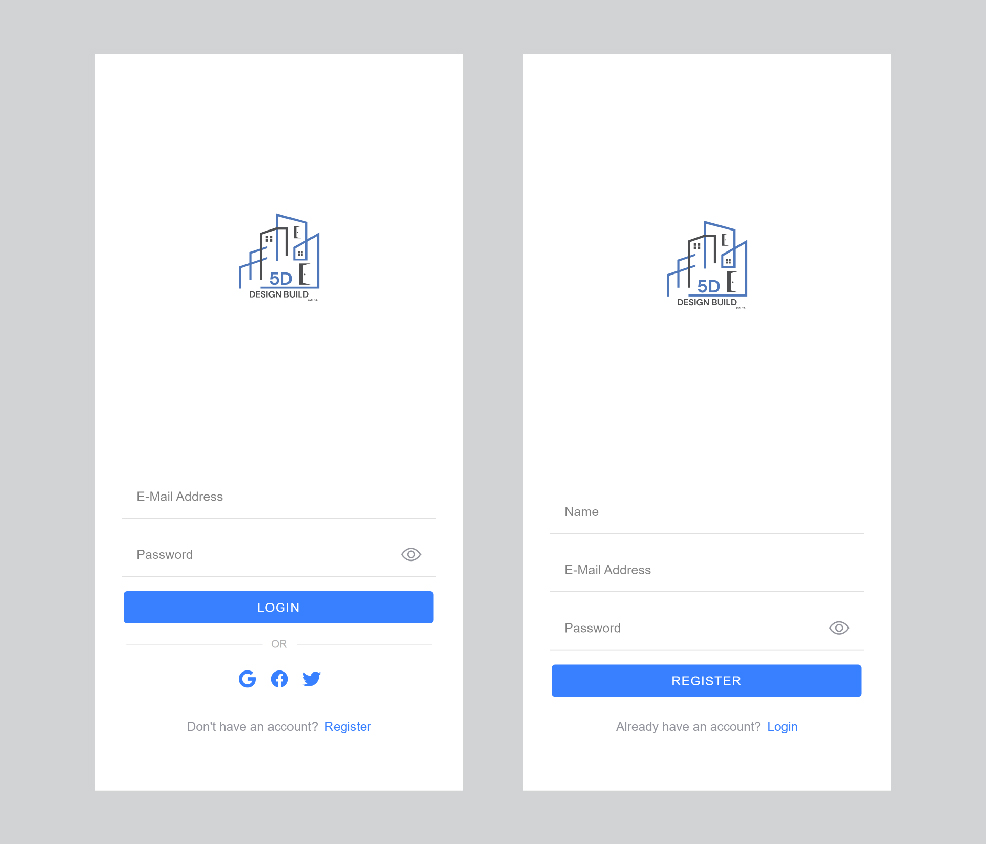 5D
DESIGN BUILD
E-Mail Address
Password
LOGIN
OR
Don't have an account? Register
5D
DESIGN BUILD
Name
E-Mail Address
Password
REGISTER
Already have an account? Login